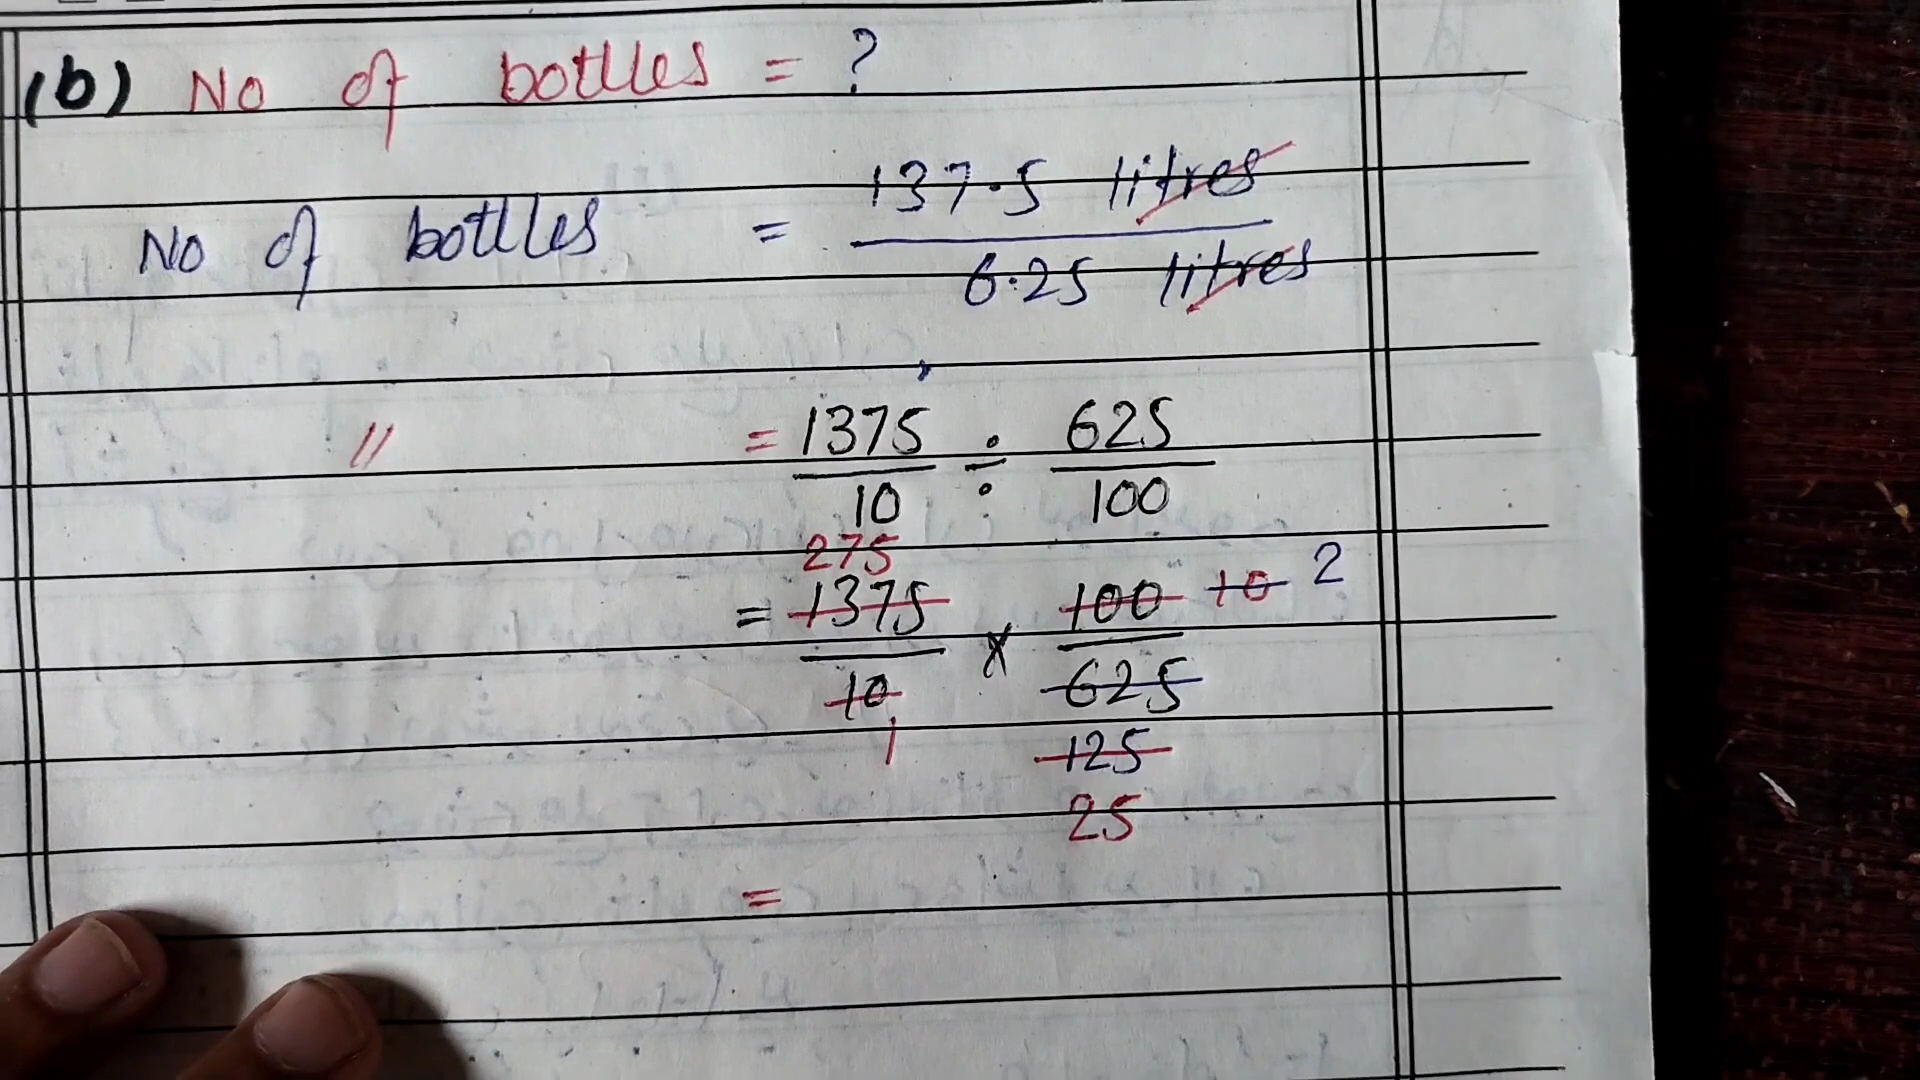 (b) No of bottles = ?
No of bottles = 137.5 litres
6.25 litres
" = 1375 ÷ 625
10 100
275
= 1375 × 100 10 2
10 625
1 125
25
=